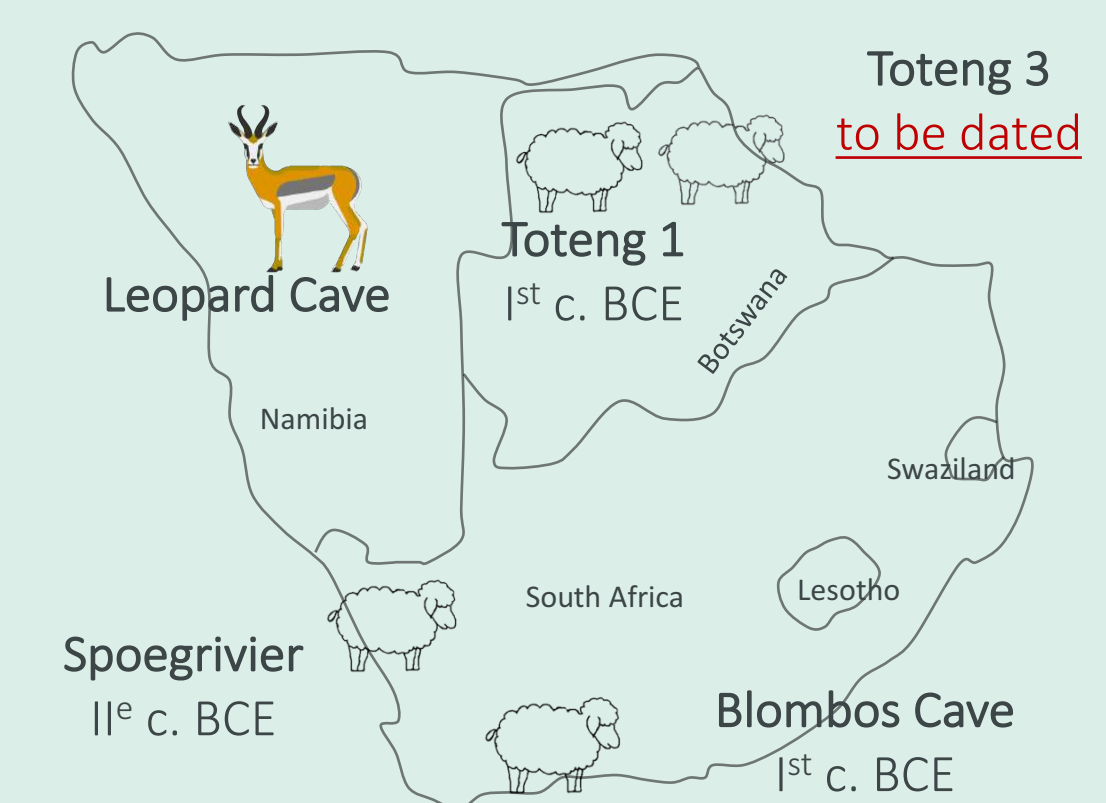 Toteng 3
to be dated
Toteng 1
Ist c. BCE
Leopard Cave
Botswana
Namibia
Swaziland
South Africa
Lesotho
Spoegrivier
IIe c. BCE
Blombos Cave
Ist c. BCE